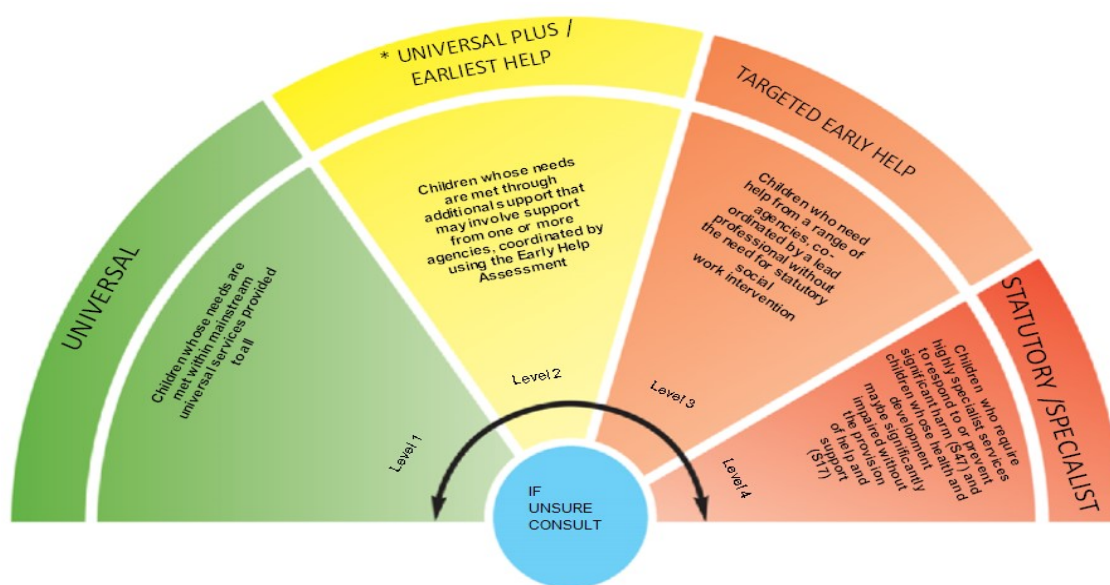 UNIVERSAL
Children whose needs are
met within mainstream
universal services provided
to all
Level 1
* UNIVERSAL PLUS /
EARLIEST HELP
Children whose needs
are met through
additional support that
may involve support
from one or more
agencies, coordinated by
using the Early Help
Assessment
Level 2
TARGETED EARLY HELP
Children who need
help from a range of
agencies, co-
ordinated by a lead
professional without
the need for statutory
social
work intervention
Level 3
STATUTORY /SPECIALIST
Children who require
highly specialist services
to respond to or prevent
significant harm (S47) and
children whose health and
development
maybe significantly
impaired without
the provision
of help and
support
(S17)
Level 4
IF
UNSURE
CONSULT